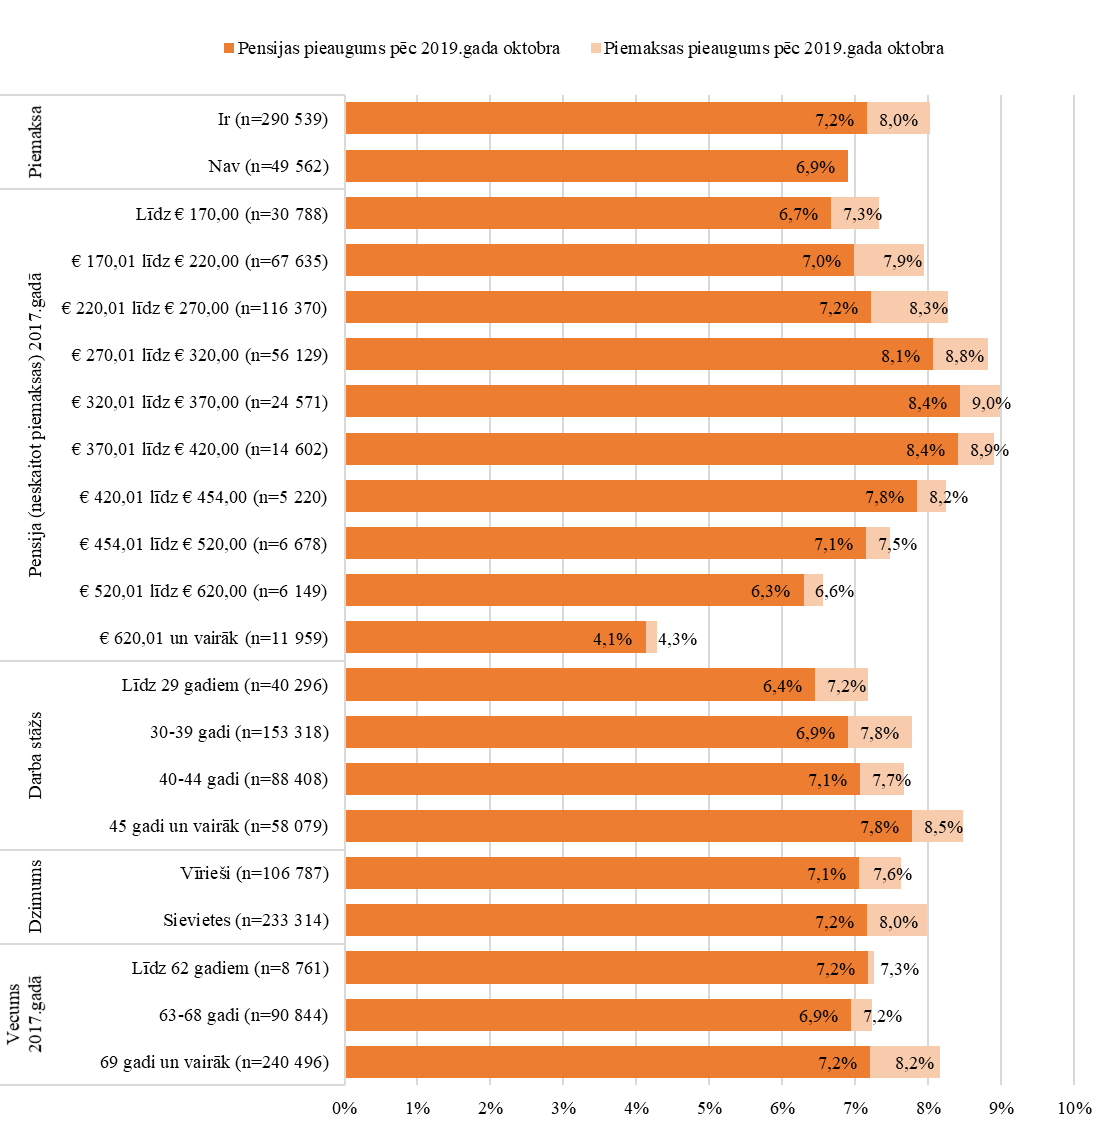 Pensijas pieaugums pēc 2019.gada oktobra Piemaksas pieaugums pēc 2019.gada oktobra
Piemaksa
Ir (n=290 539) 7,2% 8,0%
Nav (n=49 562) 6,9%
Pensija (neskaitot piemaksas) 2017.gadā
Līdz € 170,00 (n=30 788) 6,7% 7,3%
€ 170,01 līdz € 220,00 (n=67 635) 7,0% 7,9%
€ 220,01 līdz € 270,00 (n=116 370) 7,2% 8,3%
€ 270,01 līdz € 320,00 (n=56 129) 8,1% 8,8%
€ 320,01 līdz € 370,00 (n=24 571) 8,4% 9,0%
€ 370,01 līdz € 420,00 (n=14 602) 8,4% 8,9%
€ 420,01 līdz € 454,00 (n=5 220) 7,8% 8,2%
€ 454,01 līdz € 520,00 (n=6 678) 7,1% 7,5%
€ 520,01 līdz € 620,00 (n=6 149) 6,3% 6,6%
€ 620,01 un vairāk (n=11 959) 4,1% 4,3%
Darba stāžs
Līdz 29 gadiem (n=40 296) 6,4% 7,2%
30-39 gadi (n=153 318) 6,9% 7,8%
40-44 gadi (n=88 408) 7,1% 7,7%
45 gadi un vairāk (n=58 079) 7,8% 8,5%
Dzimums
Vīrieši (n=106 787) 7,1% 7,6%
Sievietes (n=233 314) 7,2% 8,0%
Vecums
2017.gadā
Līdz 62 gadiem (n=8 761) 7,2% 7,3%
63-68 gadi (n=90 844) 6,9% 7,2%
69 gadi un vairāk (n=240 496) 7,2% 8,2%
0% 1% 2% 3% 4% 5% 6% 7% 8% 9% 10%